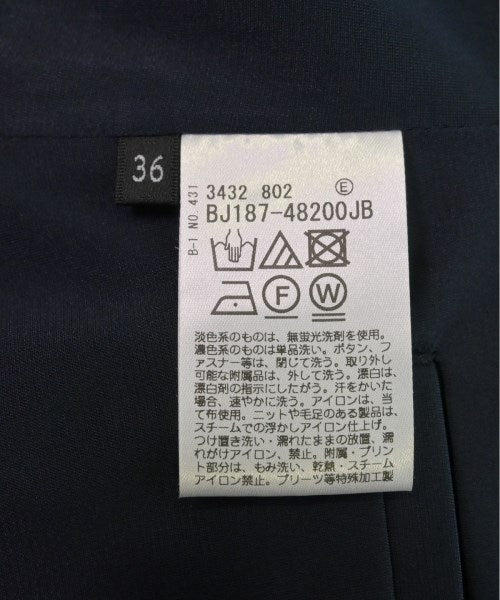 36
B-1 NO.431
3432 802 E
BJ187-48200JB
F W
淡色系のものは、無蛍光洗剤を使用。
濃色系のものは単品洗い。ボタン、フ
ァスナー等は、閉じて洗う。取り外し
可能な附属品は、外して洗う。漂白は、
漂白剤の指示にしたがう。汗をかいた
場合、速やかに洗う。アイロンは、当
て布使用。ニットや毛足のある製品は、
スチームでの浮かしアイロン仕上げ。
つけ置き洗い・濡れたままの放置、濡
れがけアイロン、禁止。附属・プリン
ト部分は、もみ洗い、乾熱・スチーム
アイロン禁止。プリーツ等特殊加工製